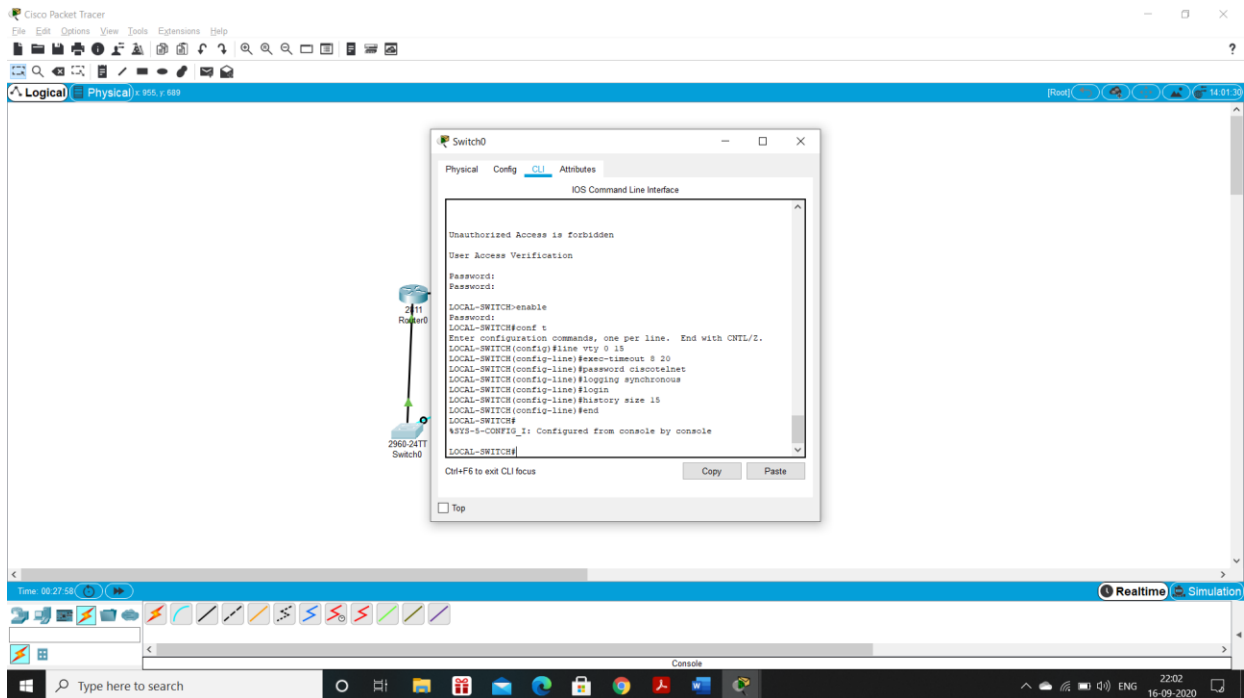 Cisco Packet Tracer
File Edit Options View Tools Extensions Help
?
Logical Physical x: 955, y: 689 [Root] 14:01:30
Switch0
Physical Config CLI Attributes
IOS Command Line Interface
Unauthorized Access is forbidden
User Access Verification
Password:
Password:
LOCAL-SWITCH>enable
Password:
LOCAL-SWITCH#conf t
Enter configuration commands, one per line. End with CNTL/Z.
LOCAL-SWITCH(config)#line vty 0 15
LOCAL-SWITCH(config-line)#exec-timeout 8 20
LOCAL-SWITCH(config-line)#password ciscotelnet
LOCAL-SWITCH(config-line)#logging synchronous
LOCAL-SWITCH(config-line)#login
LOCAL-SWITCH(config-line)#history size 15
LOCAL-SWITCH(config-line)#end
LOCAL-SWITCH#
%SYS-5-CONFIG_I: Configured from console by console
LOCAL-SWITCH#
Ctrl+F6 to exit CLI focus Copy Paste
Top
2811
Router0
2960-24TT
Switch0
Time: 00:27:58 Realtime Simulation
Console
Type here to search
ENG 22:02
16-09-2020